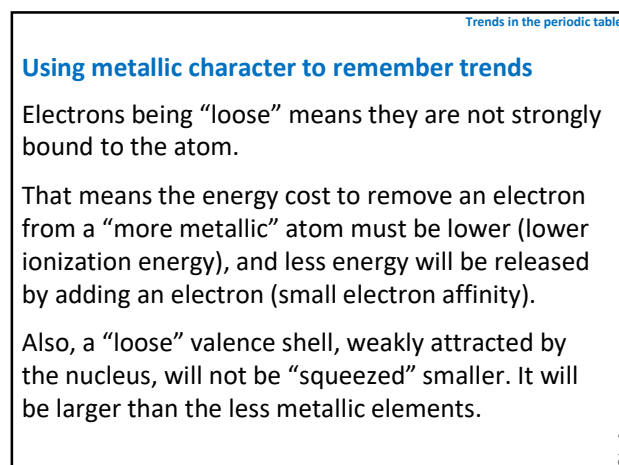 Trends in the periodic table
Using metallic character to remember trends
Electrons being “loose” means they are not strongly
bound to the atom.
That means the energy cost to remove an electron
from a “more metallic” atom must be lower (lower
ionization energy), and less energy will be released
by adding an electron (small electron affinity).
Also, a “loose” valence shell, weakly attracted by
the nucleus, will not be “squeezed” smaller. It will
be larger than the less metallic elements.